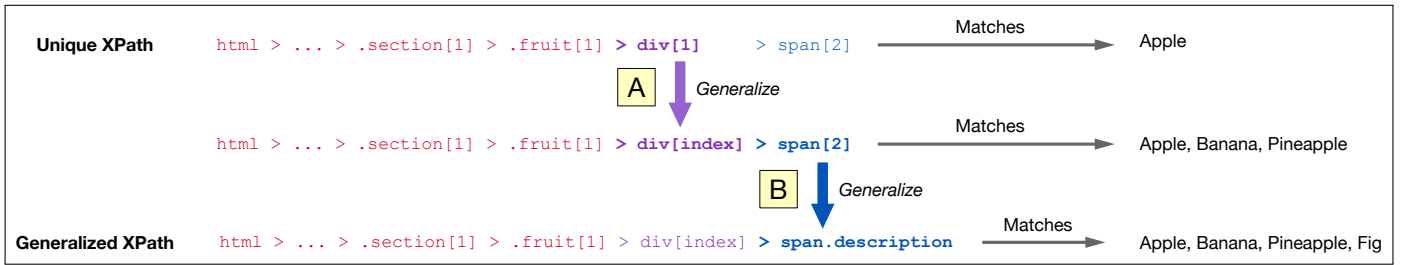 Unique XPath html > ... > .section[1] > .fruit[1] > div[1] > span[2] Matches Apple
A Generalize
html > ... > .section[1] > .fruit[1] > div[index] > span[2] Matches Apple, Banana, Pineapple
B Generalize
Generalized XPath html > ... > .section[1] > .fruit[1] > div[index] > span.description Matches Apple, Banana, Pineapple, Fig